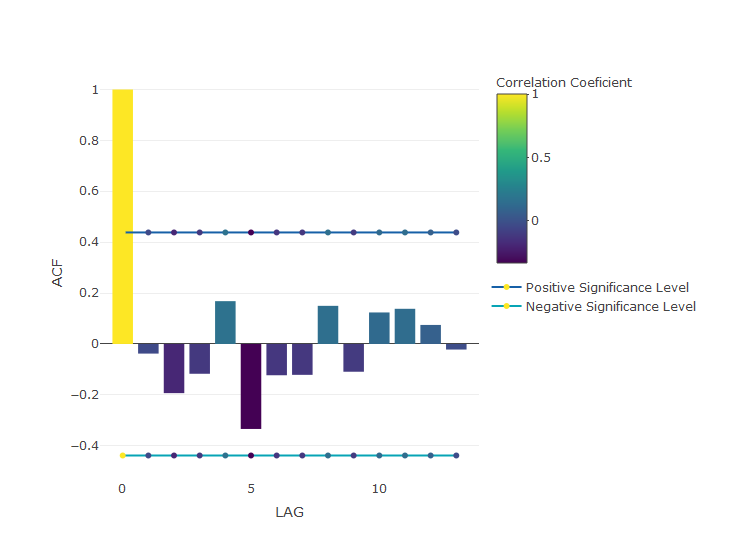 Correlation Coeficient
1
0.5
0
Positive Significance Level
Negative Significance Level
ACF
1
0.8
0.6
0.4
0.2
0
−0.2
−0.4
0
5
10
LAG